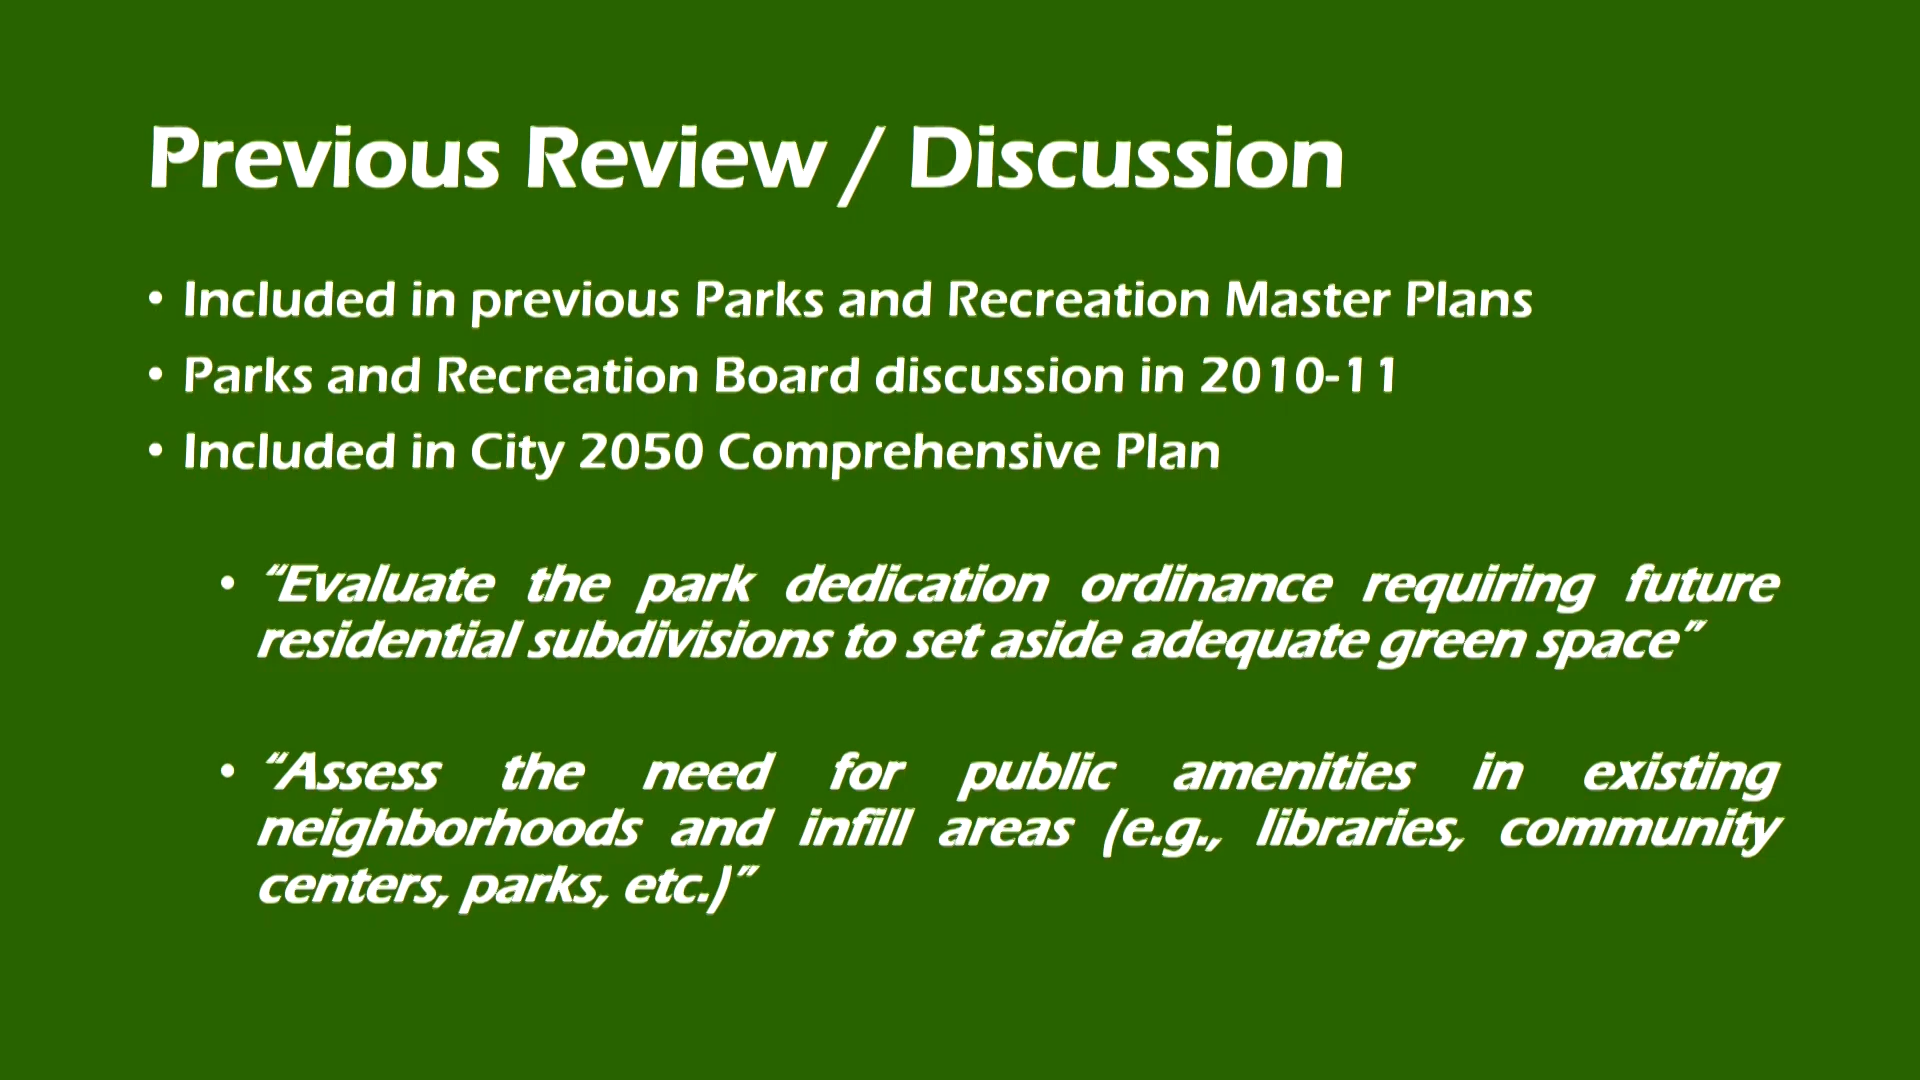 Previous Review / Discussion
• Included in previous Parks and Recreation Master Plans
• Parks and Recreation Board discussion in 2010-11
• Included in City 2050 Comprehensive Plan
• “Evaluate the park dedication ordinance requiring future
residential subdivisions to set aside adequate green space”
• “Assess the need for public amenities in existing
neighborhoods and infill areas (e.g., libraries, community
centers, parks, etc.)”